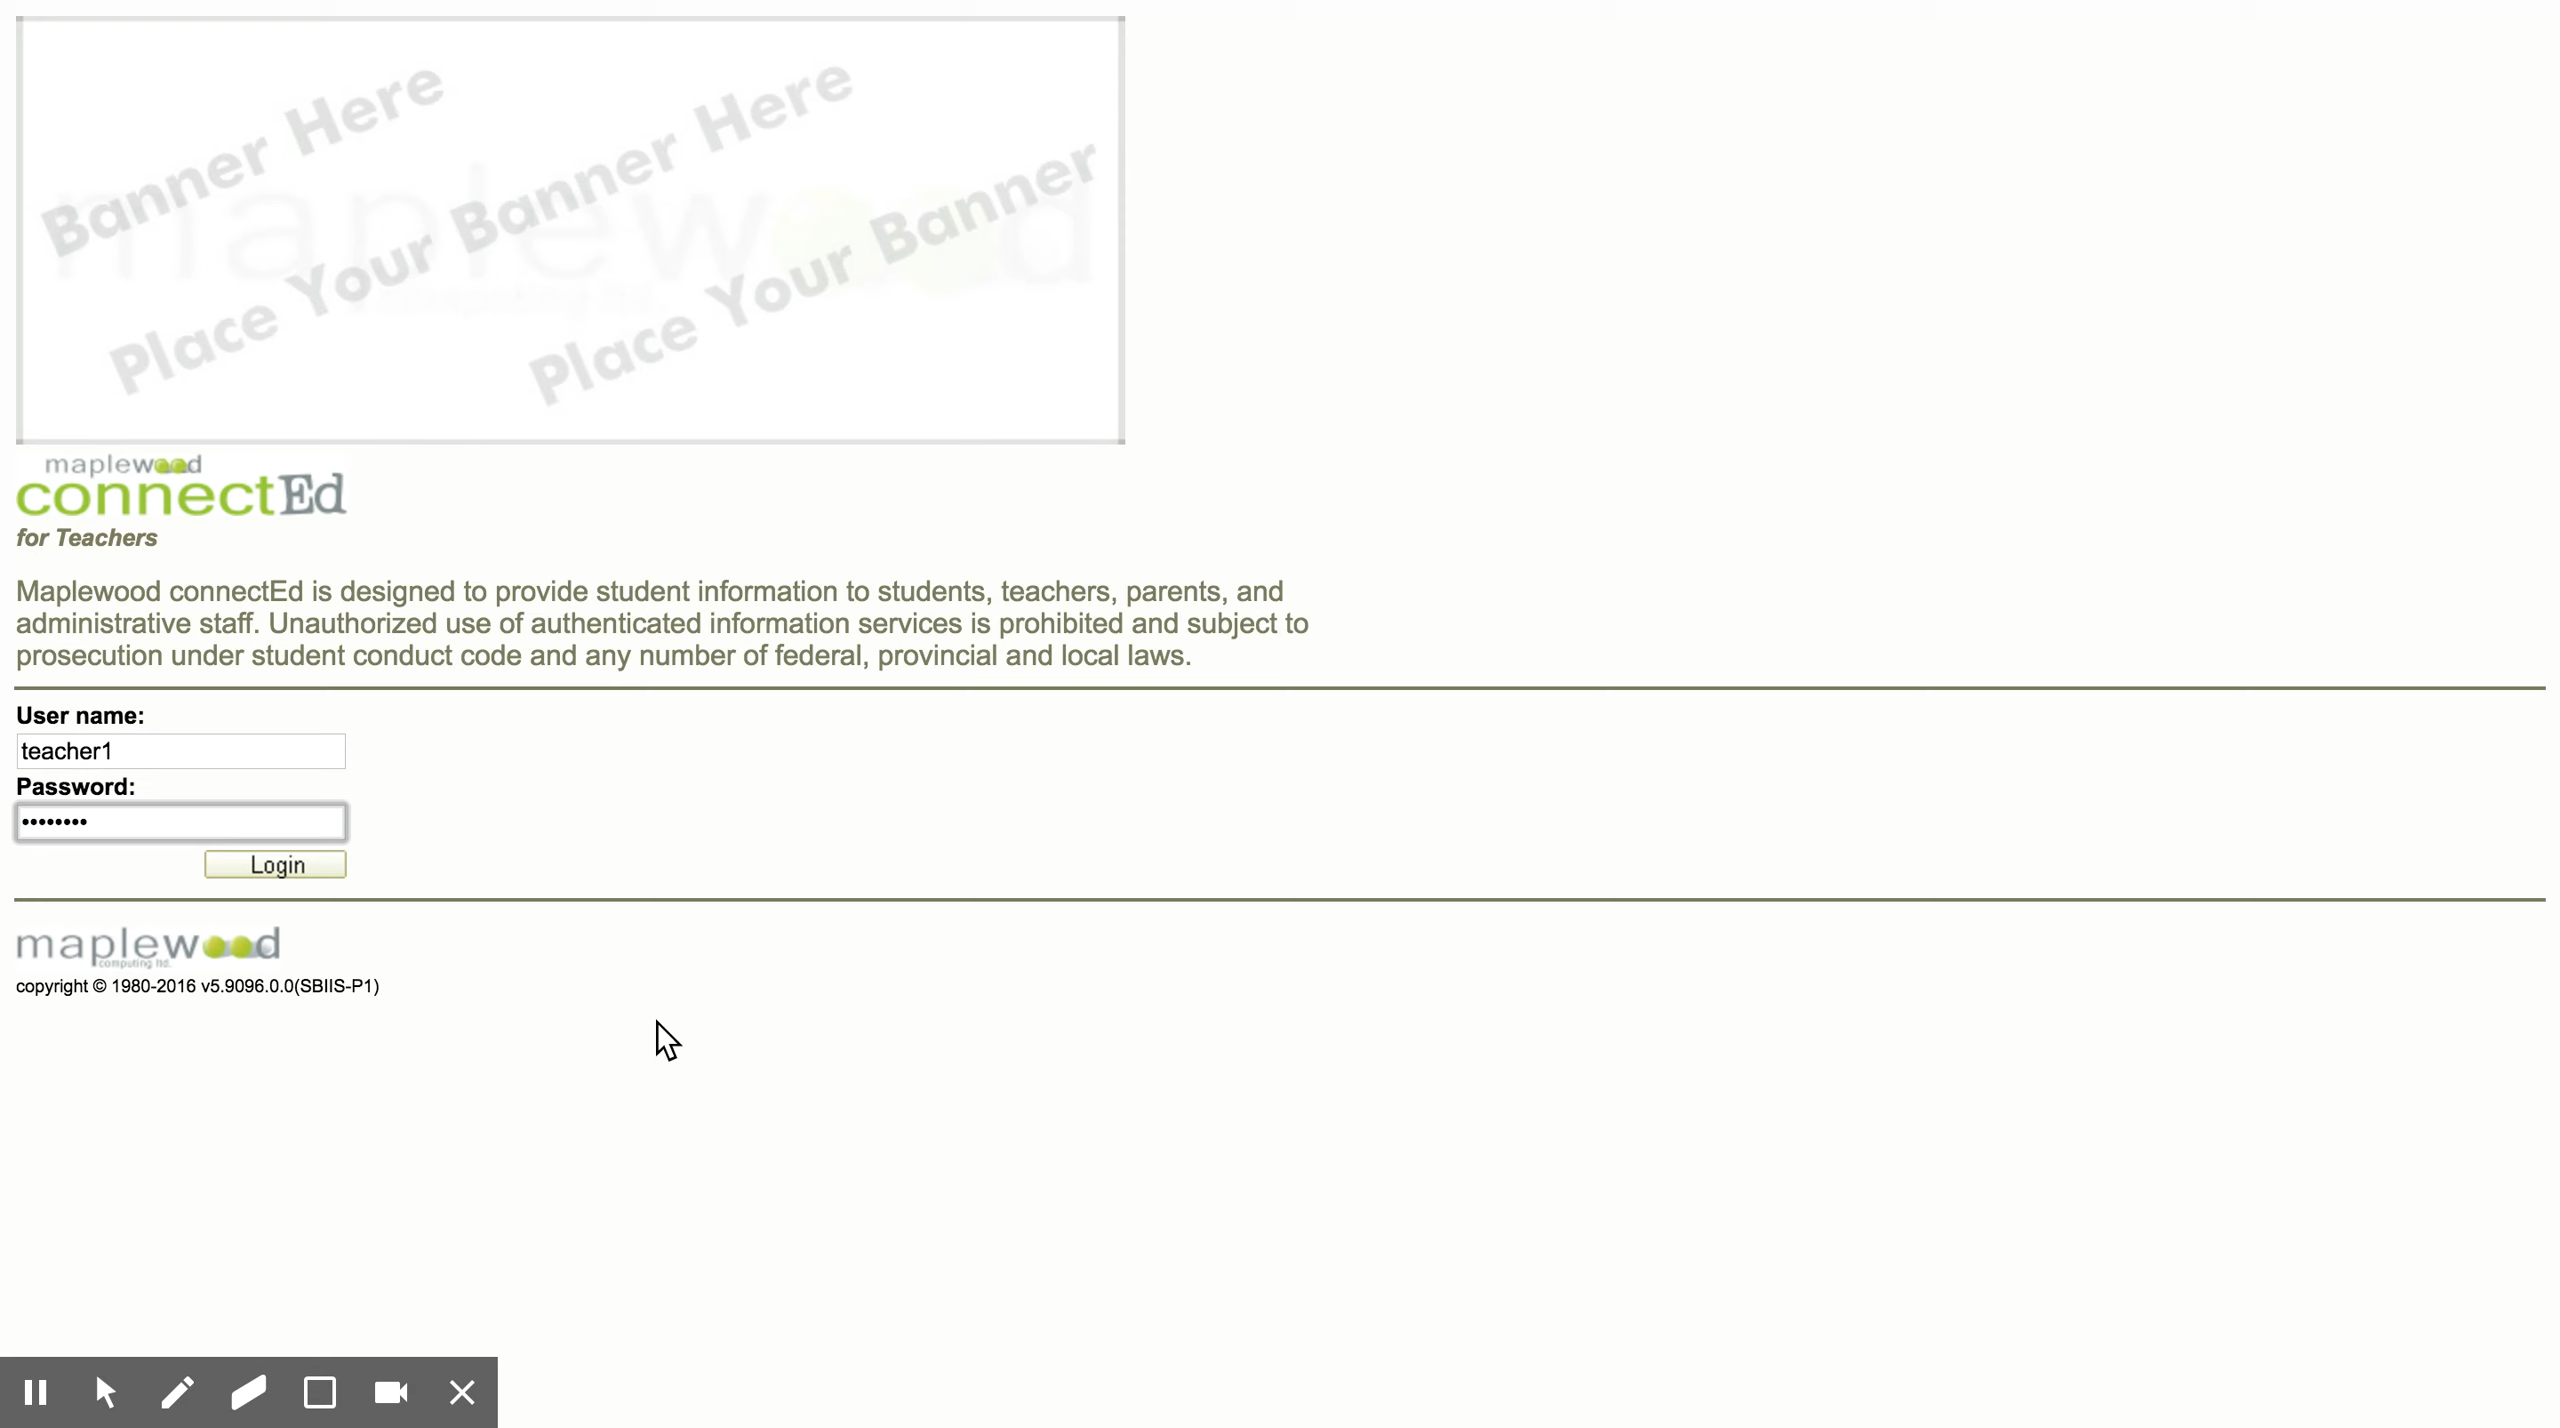 Banner Here
Place Your Banner Here
Place Your Banner
maplewood
maplewood
connectEd
for Teachers
Maplewood connectEd is designed to provide student information to students, teachers, parents, and
administrative staff. Unauthorized use of authenticated information services is prohibited and subject to
prosecution under student conduct code and any number of federal, provincial and local laws.
User name:
teacher1
Password:
••••••••
Login
maplewood
computing ltd.
copyright © 1980-2016 v5.9096.0.0(SBIIS-P1)